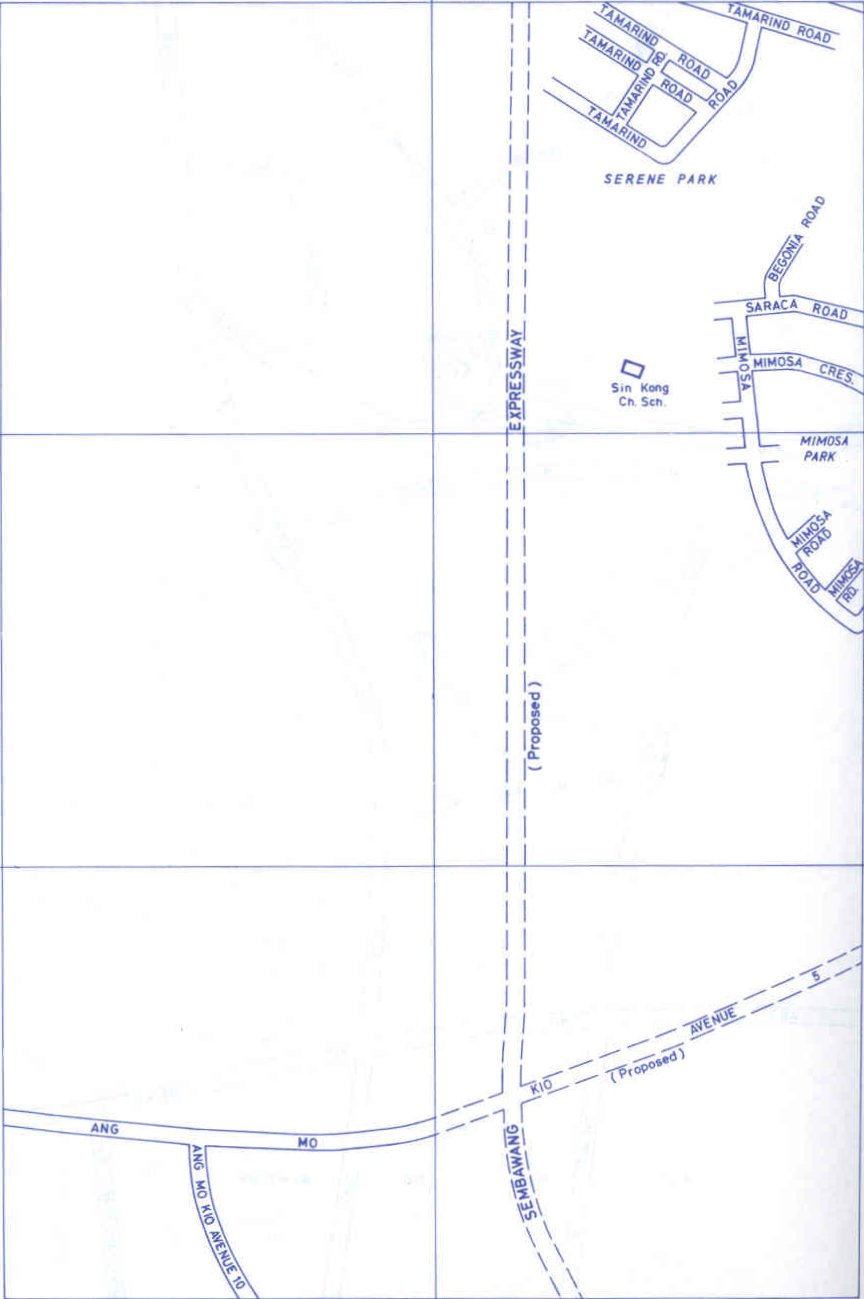 TAMARIND ROAD
TAMARIND ROAD
TAMARIND ROAD
TAMARIND RD.
TAMARIND ROAD
SERENE PARK
BEGONIA ROAD
SARACA ROAD
MIMOSA ROAD
MIMOSA CRES.
Sin Kong
Ch. Sch.
MIMOSA
PARK
MIMOSA
ROAD
MIMOSA
RD.
SEMBAWANG EXPRESSWAY
( Proposed )
ANG MO KIO AVENUE 5
( Proposed )
ANG MO KIO AVENUE 10